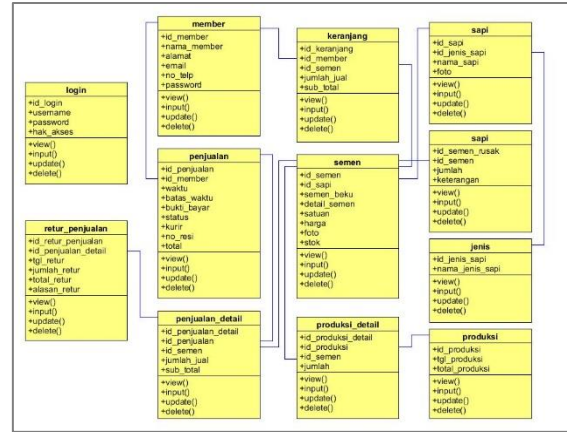 member
+id_member
+nama_member
+alamat
+email
+no_telp
+password
+view()
+input()
+update()
+delete()
keranjang
+id_keranjang
+id_member
+id_semen
+jumlah_jual
+sub_total
+view()
+input()
+update()
+delete()
sapi
+id_sapi
+id_jenis_sapi
+nama_sapi
+foto
+view()
+input()
+update()
+delete()
login
+id_login
+username
+password
+hak_akses
+view()
+input()
+update()
+delete()
penjualan
+id_penjualan
+id_member
+waktu
+batas_waktu
+bukti_bayar
+status
+kurir
+no_resi
+total
+view()
+input()
+update()
+delete()
semen
+id_semen
+id_sapi
+semen_beku
+detail_semen
+satuan
+harga
+foto
+stok
+view()
+input()
+update()
+delete()
sapi
+id_semen_rusak
+id_semen
+jumlah
+keterangan
+view()
+input()
+update()
+delete()
retur_penjualan
+id_retur_penjualan
+id_penjualan_detail
+tgl_retur
+jumlah_retur
+total_retur
+alasan_retur
+view()
+input()
+update()
+delete()
jenis
+id_jenis_sapi
+nama_jenis_sapi
+view()
+input()
+update()
+delete()
penjualan_detail
+id_penjualan_detail
+id_penjualan
+id_semen
+jumlah_jual
+sub_total
+view()
+input()
+update()
+delete()
produksi_detail
+id_produksi_detail
+id_produksi
+id_semen
+jumlah
+view()
+input()
+update()
+delete()
produksi
+id_produksi
+tgl_produksi
+total_produksi
+view()
+input()
+update()
+delete()